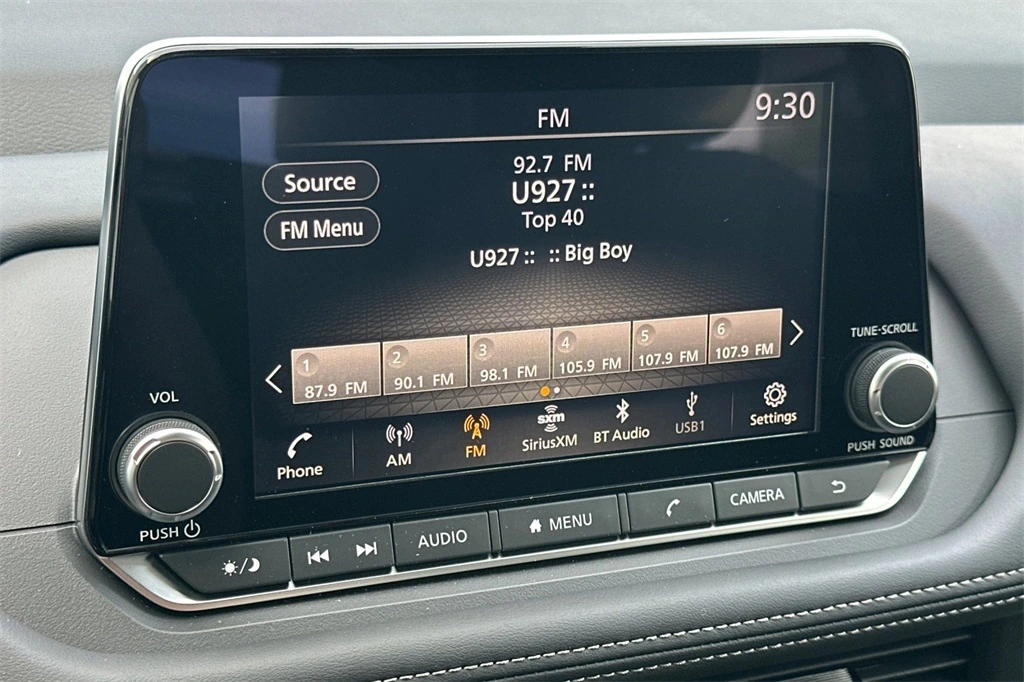 FM
9:30
Source
FM Menu
92.7 FM
U927 ::
Top 40
U927 :: :: Big Boy
1
87.9 FM
2
90.1 FM
3
98.1 FM
4
105.9 FM
5
107.9 FM
6
107.9 FM
Phone
AM
FM
sxm
SiriusXM
BT Audio
USB1
Settings
VOL
PUSH
TUNE·SCROLL
PUSH SOUND
AUDIO
MENU
CAMERA